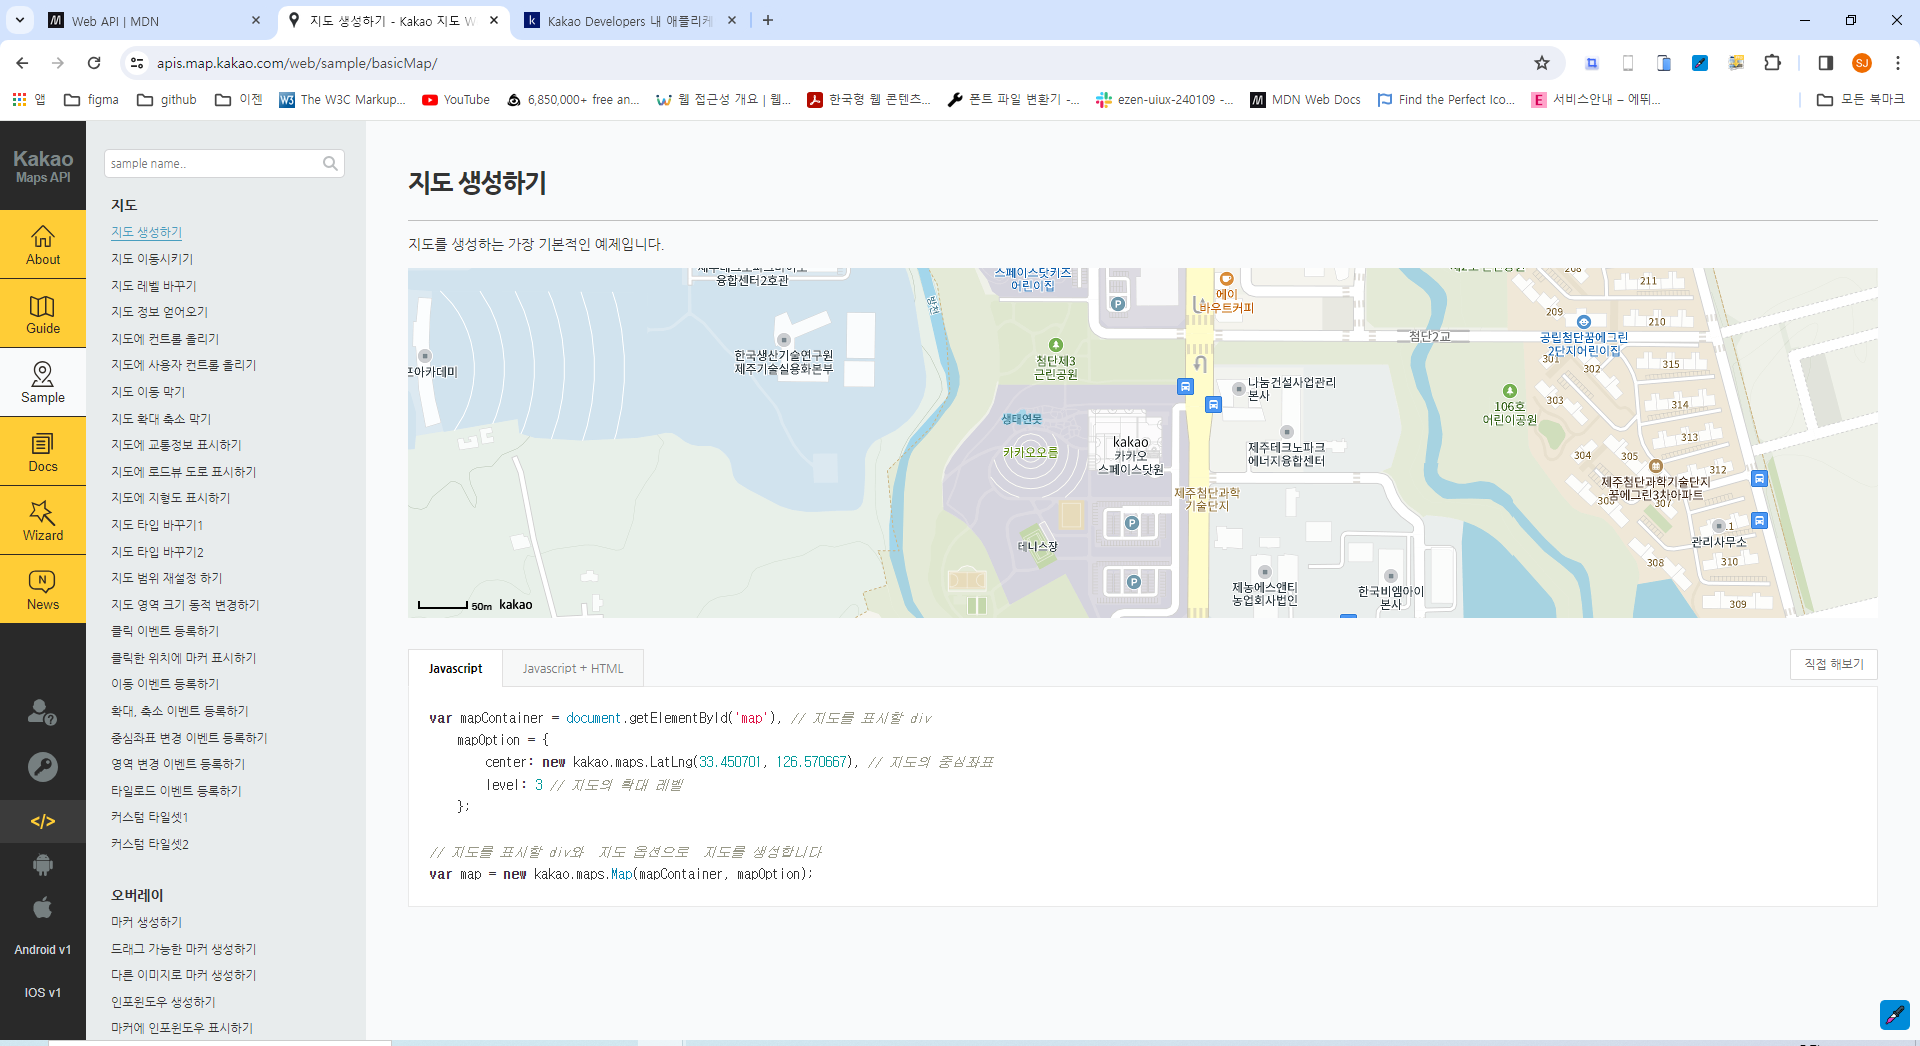 Web API | MDN
지도 생성하기 - Kakao 지도 W
Kakao Developers 내 애플리케
apis.map.kakao.com/web/sample/basicMap/
SJ
앱
figma
github
이젠
The W3C Markup...
YouTube
6,850,000+ free an...
웹 접근성 개요 | 웹...
한국형 웹 콘텐츠...
폰트 파일 변환기 -...
ezen-uiux-240109 -...
MDN Web Docs
Find the Perfect Ico...
서비스안내 – 에뛰...
모든 북마크
Kakao
Maps API
About
Guide
Sample
Docs
Wizard
News
Android v1
IOS v1
sample name..
지도
지도 생성하기
지도 이동시키기
지도 레벨 바꾸기
지도 정보 얻어오기
지도에 컨트롤 올리기
지도에 사용자 컨트롤 올리기
지도 이동 막기
지도 확대 축소 막기
지도에 교통정보 표시하기
지도에 로드뷰 도로 표시하기
지도에 지형도 표시하기
지도 타입 바꾸기1
지도 타입 바꾸기2
지도 범위 재설정 하기
지도 영역 크기 동적 변경하기
클릭 이벤트 등록하기
클릭한 위치에 마커 표시하기
이동 이벤트 등록하기
확대, 축소 이벤트 등록하기
중심좌표 변경 이벤트 등록하기
영역 변경 이벤트 등록하기
타일로드 이벤트 등록하기
커스텀 타일셋1
커스텀 타일셋2
오버레이
마커 생성하기
드래그 가능한 마커 생성하기
다른 이미지로 마커 생성하기
인포윈도우 생성하기
마커에 인포윈도우 표시하기
지도 생성하기
지도를 생성하는 가장 기본적인 예제입니다.
융합센터2호관
스페이스닷키즈
어린이집
P
에이
바우트커피
211
209
210
공립첨단꿈에그린
2단지어린이집
첨단2교
한국생산기술연구원
제주기술실용화본부
프아카데미
첨단제3
근린공원
나눔건설사업관리
본사
301
302
315
303
314
106호
어린이공원
생태연못
카카오오름
kakao
카카오
스페이스닷원
제주테크노파크
에너지융합센터
313
304
305
312
제주첨단과학기술단지
꿈에그린3차아파트
307
제주첨단과학
기술단지
P
테니스장
관리사무소
308
310
P
제농에스앤티
농업회사법인
한국비엠아이
본사
309
50m kakao
Javascript
Javascript + HTML
직접 해보기
var mapContainer = document.getElementById('map'), // 지도를 표시할 div
mapOption = {
center: new kakao.maps.LatLng(33.450701, 126.570667), // 지도의 중심좌표
level: 3 // 지도의 확대 레벨
};
// 지도를 표시할 div와  지도 옵션으로  지도를 생성합니다
var map = new kakao.maps.Map(mapContainer, mapOption);